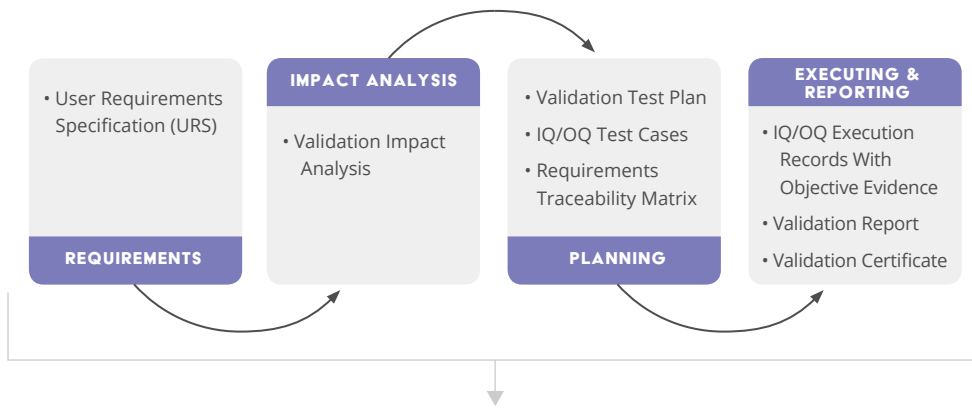 • User Requirements
Specification (URS)
REQUIREMENTS
IMPACT ANALYSIS
• Validation Impact
Analysis
• Validation Test Plan
• IQ/OQ Test Cases
• Requirements
Traceability Matrix
PLANNING
EXECUTING &
REPORTING
• IQ/OQ Execution
Records With
Objective Evidence
• Validation Report
• Validation Certificate